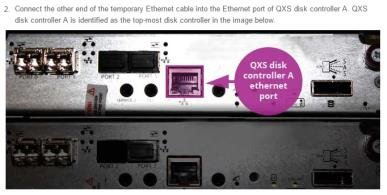 2. Connect the other end of the temporary Ethernet cable into the Ethernet port of QXS disk controller A. QXS
disk controller A is identified as the top-most disk controller in the image below.
QXS disk
controller A
ethernet
port
PORT 2
SERVICE 2
PORT 2